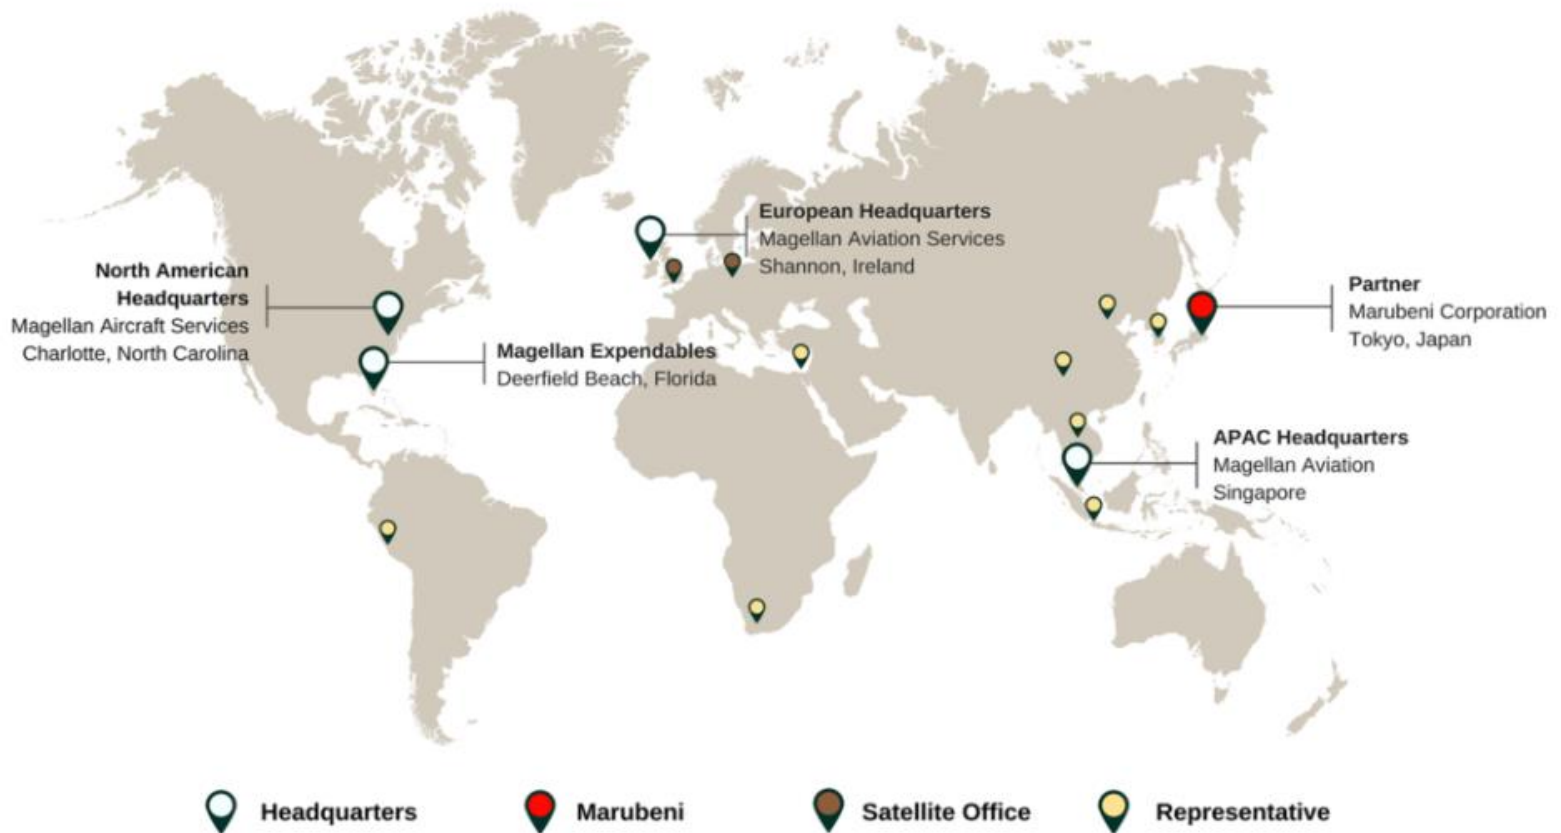 European Headquarters
Magellan Aviation Services
Shannon, Ireland
North American
Headquarters
Magellan Aircraft Services
Charlotte, North Carolina
Partner
Marubeni Corporation
Tokyo, Japan
Magellan Expendables
Deerfield Beach, Florida
APAC Headquarters
Magellan Aviation
Singapore
Headquarters
Marubeni
Satellite Office
Representative